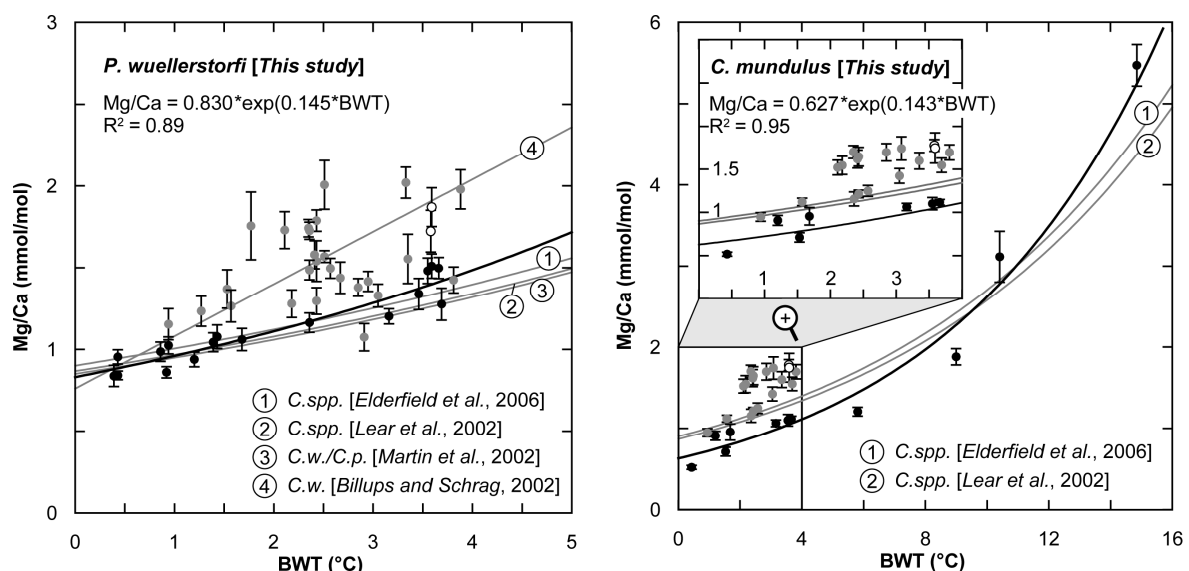 3
P. wuellerstorfi [This study]
Mg/Ca = 0.830*exp(0.145*BWT)
R² = 0.89
4
2
1
2
3
1
1 C.spp. [Elderfield et al., 2006]
2 C.spp. [Lear et al., 2002]
3 C.w./C.p. [Martin et al., 2002]
4 C.w. [Billups and Schrag, 2002]
0
0 1 2 3 4 5
BWT (°C)
Mg/Ca (mmol/mol)
6
C. mundulus [This study]
Mg/Ca = 0.627*exp(0.143*BWT)
R² = 0.95
1
2
1.5
1
4
1 2 3
+
2
1 C.spp. [Elderfield et al., 2006]
2 C.spp. [Lear et al., 2002]
0
0 4 8 12 16
BWT (°C)
Mg/Ca (mmol/mol)